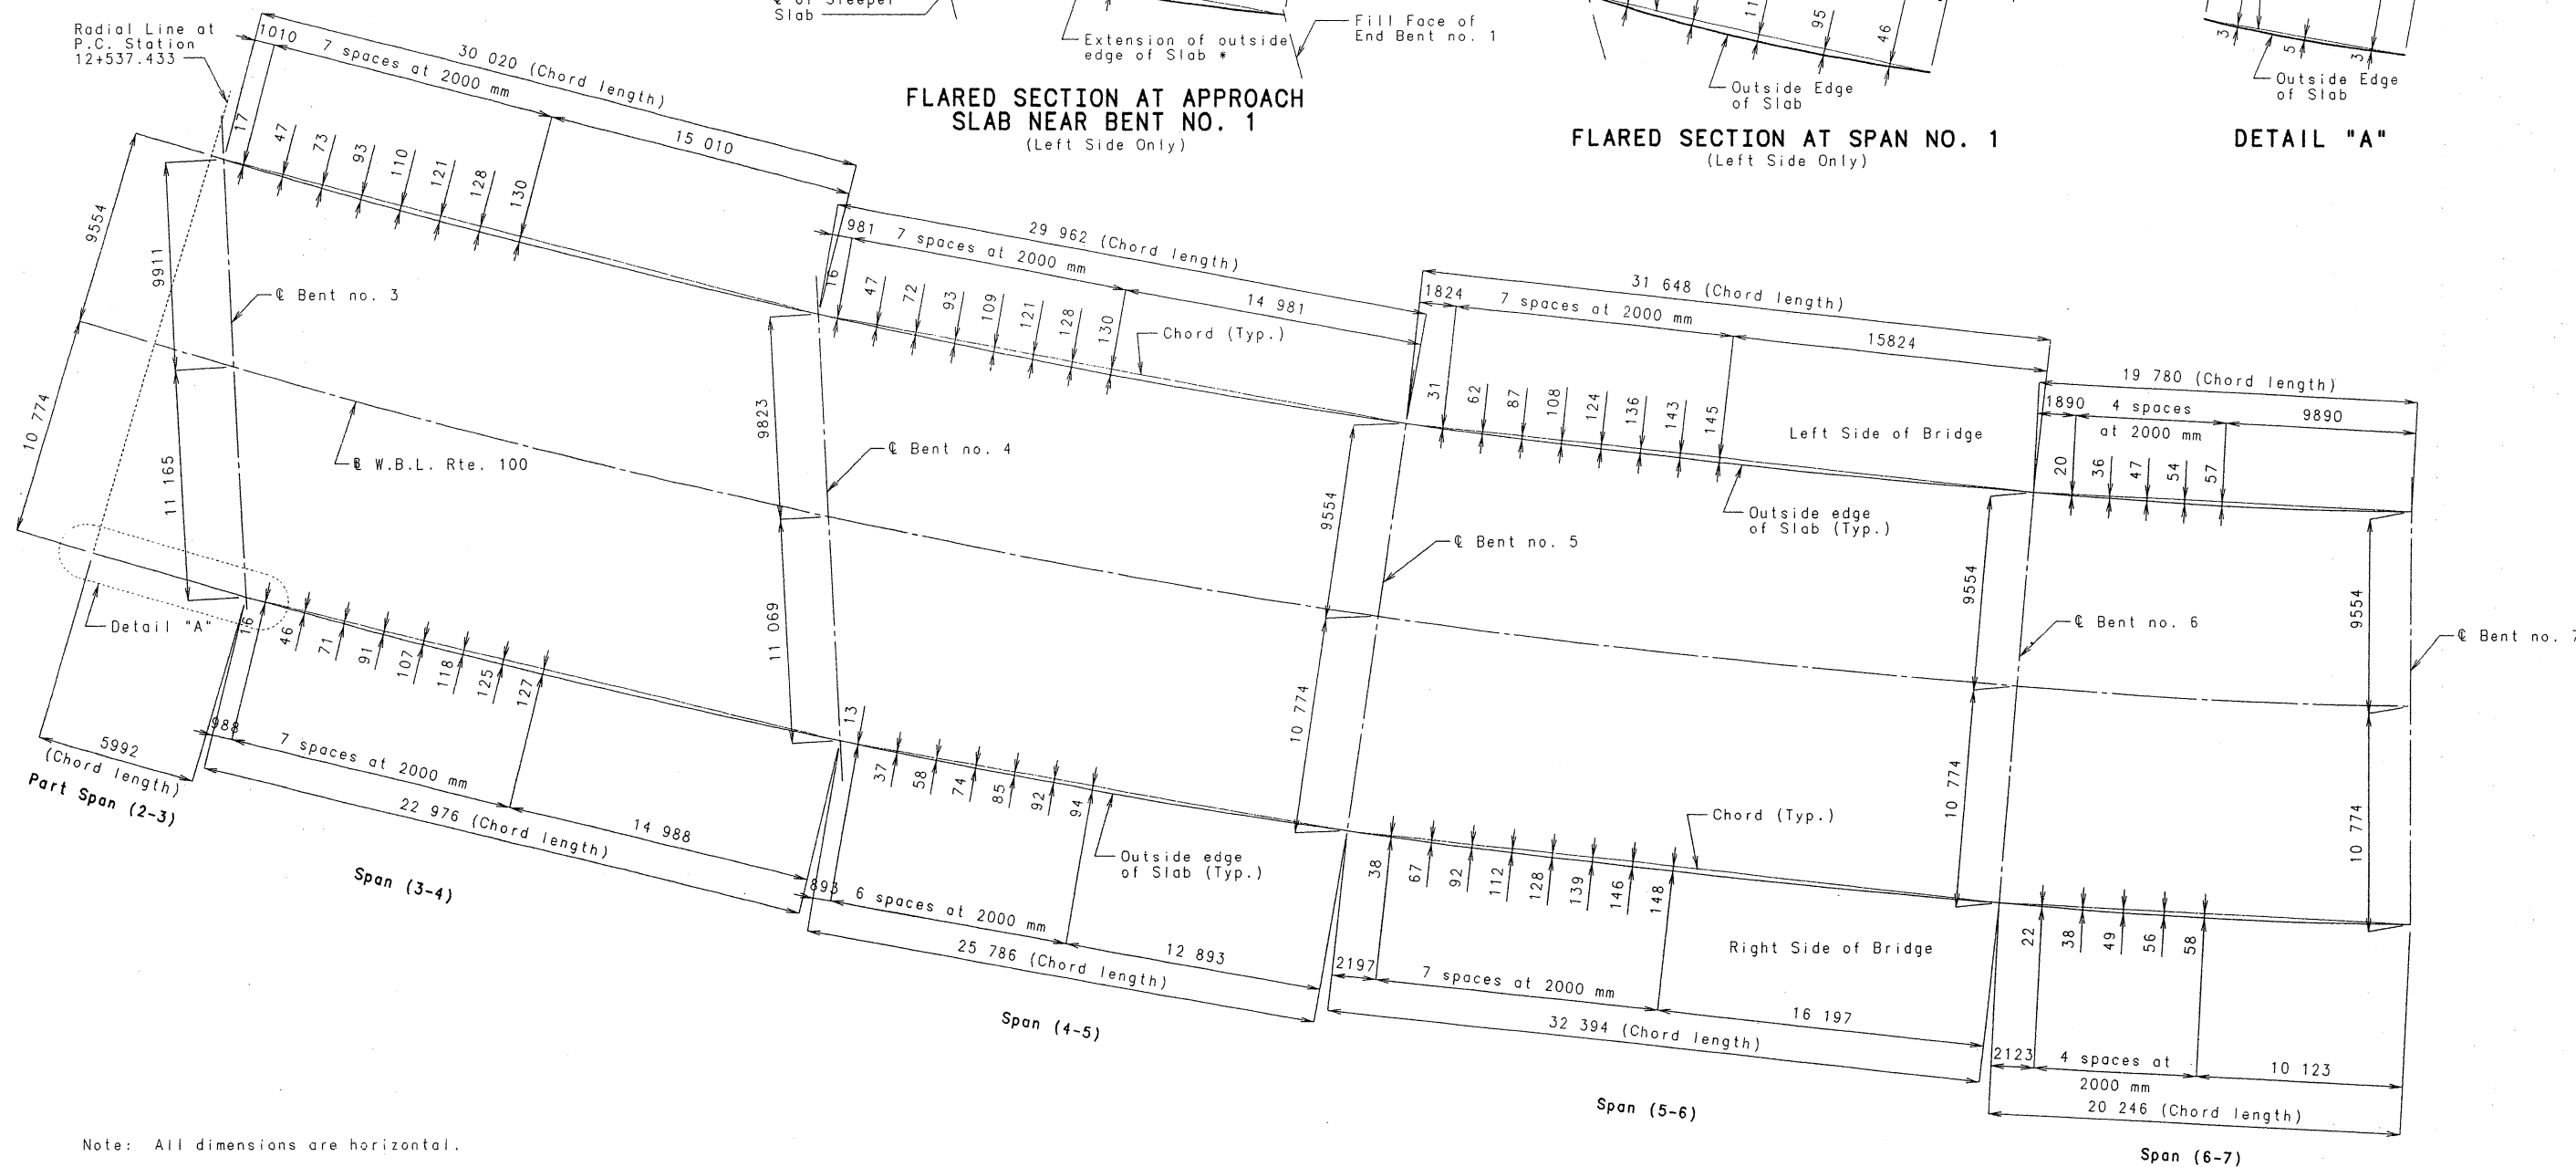 ℄ of Sleeper
Slab
Extension of outside
edge of Slab *
Fill Face of
End Bent no. 1
FLARED SECTION AT APPROACH
SLAB NEAR BENT NO. 1
(Left Side Only)
95
46
Outside Edge
of Slab
FLARED SECTION AT SPAN NO. 1
(Left Side Only)
3
5
3
Outside Edge
of Slab
DETAIL "A"
Radial Line at
P.C. Station
12+537.433
30 020 (Chord length)
1010
7 spaces at 2000 mm
15 010
17
47
73
93
110
121
128
130
29 962 (Chord length)
981
7 spaces at 2000 mm
14 981
16
47
72
93
109
121
128
130
Chord (Typ.)
31 648 (Chord length)
1824
7 spaces at 2000 mm
15824
31
62
87
108
124
136
143
145
Left Side of Bridge
19 780 (Chord length)
1890
4 spaces
at 2000 mm
9890
20
36
47
54
57
9554
10 774
9911
11 165
℄ Bent no. 3
W.B.L. Rte. 100
9823
11 069
℄ Bent no. 4
9554
10 774
℄ Bent no. 5
Outside edge
of Slab (Typ.)
9554
10 774
℄ Bent no. 6
9554
10 774
℄ Bent no. 7
Detail "A"
16
46
71
91
107
118
125
127
5992
(Chord length)
Part Span (2-3)
988
7 spaces at 2000 mm
14 988
22 976 (Chord length)
Span (3-4)
13
37
58
74
85
92
94
Outside edge
of Slab (Typ.)
893
6 spaces at 2000 mm
12 893
25 786 (Chord length)
Span (4-5)
38
67
92
112
128
139
146
148
Chord (Typ.)
Right Side of Bridge
2197
7 spaces at 2000 mm
16 197
32 394 (Chord length)
Span (5-6)
22
38
49
56
58
2123
4 spaces at
2000 mm
10 123
20 246 (Chord length)
Span (6-7)
Note: All dimensions are horizontal.